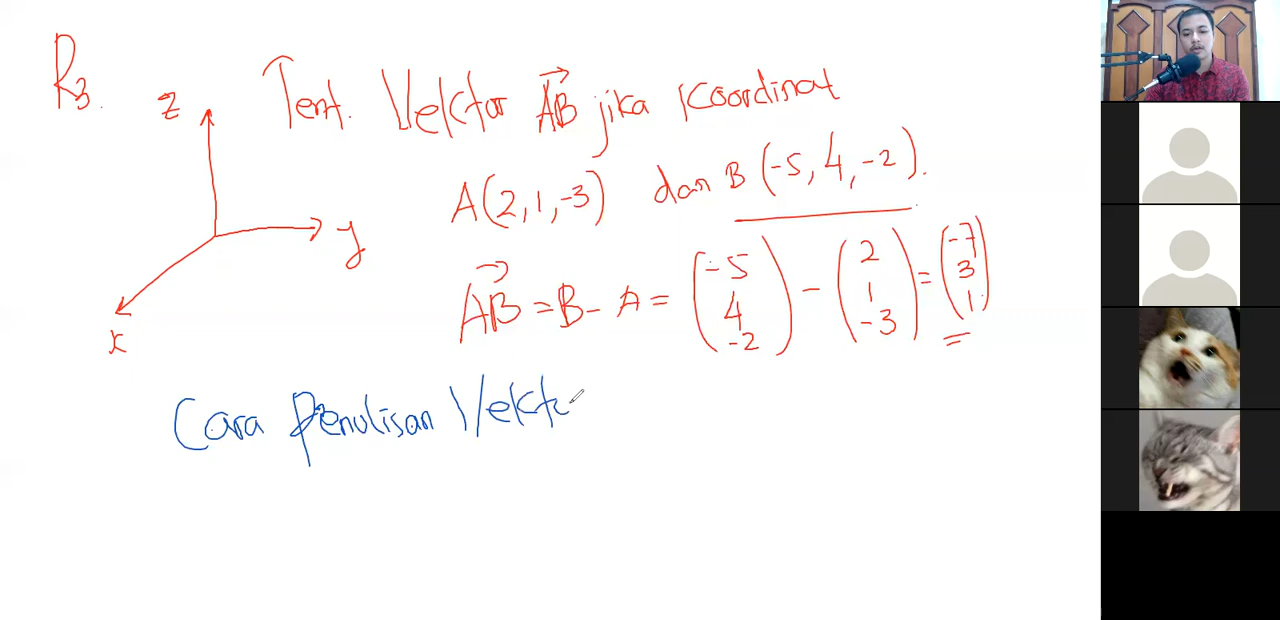 R3.
z
y
x
Tent. Vektor AB jika Koordinat
A(2, 1, -3) dan B (-5, 4, -2).
AB = B - A = (-5 4 -2) - (2 1 -3) = (-7 3 1)
Cara Penulisan Vekto